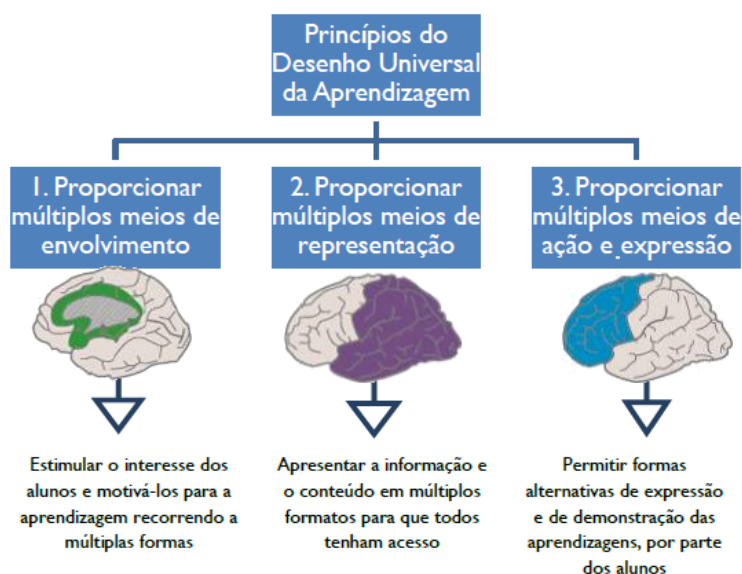 Princípios do
Desenho Universal
da Aprendizagem
1. Proporcionar
múltiplos meios de
envolvimento
2. Proporcionar
múltiplos meios de
representação
3. Proporcionar
múltiplos meios de
ação e expressão
Estimular o interesse dos
alunos e motivá-los para a
aprendizagem recorrendo a
múltiplas formas
Apresentar a informação e
o conteúdo em múltiplos
formatos para que todos
tenham acesso
Permitir formas
alternativas de expressão
e de demonstração das
aprendizagens, por parte
dos alunos